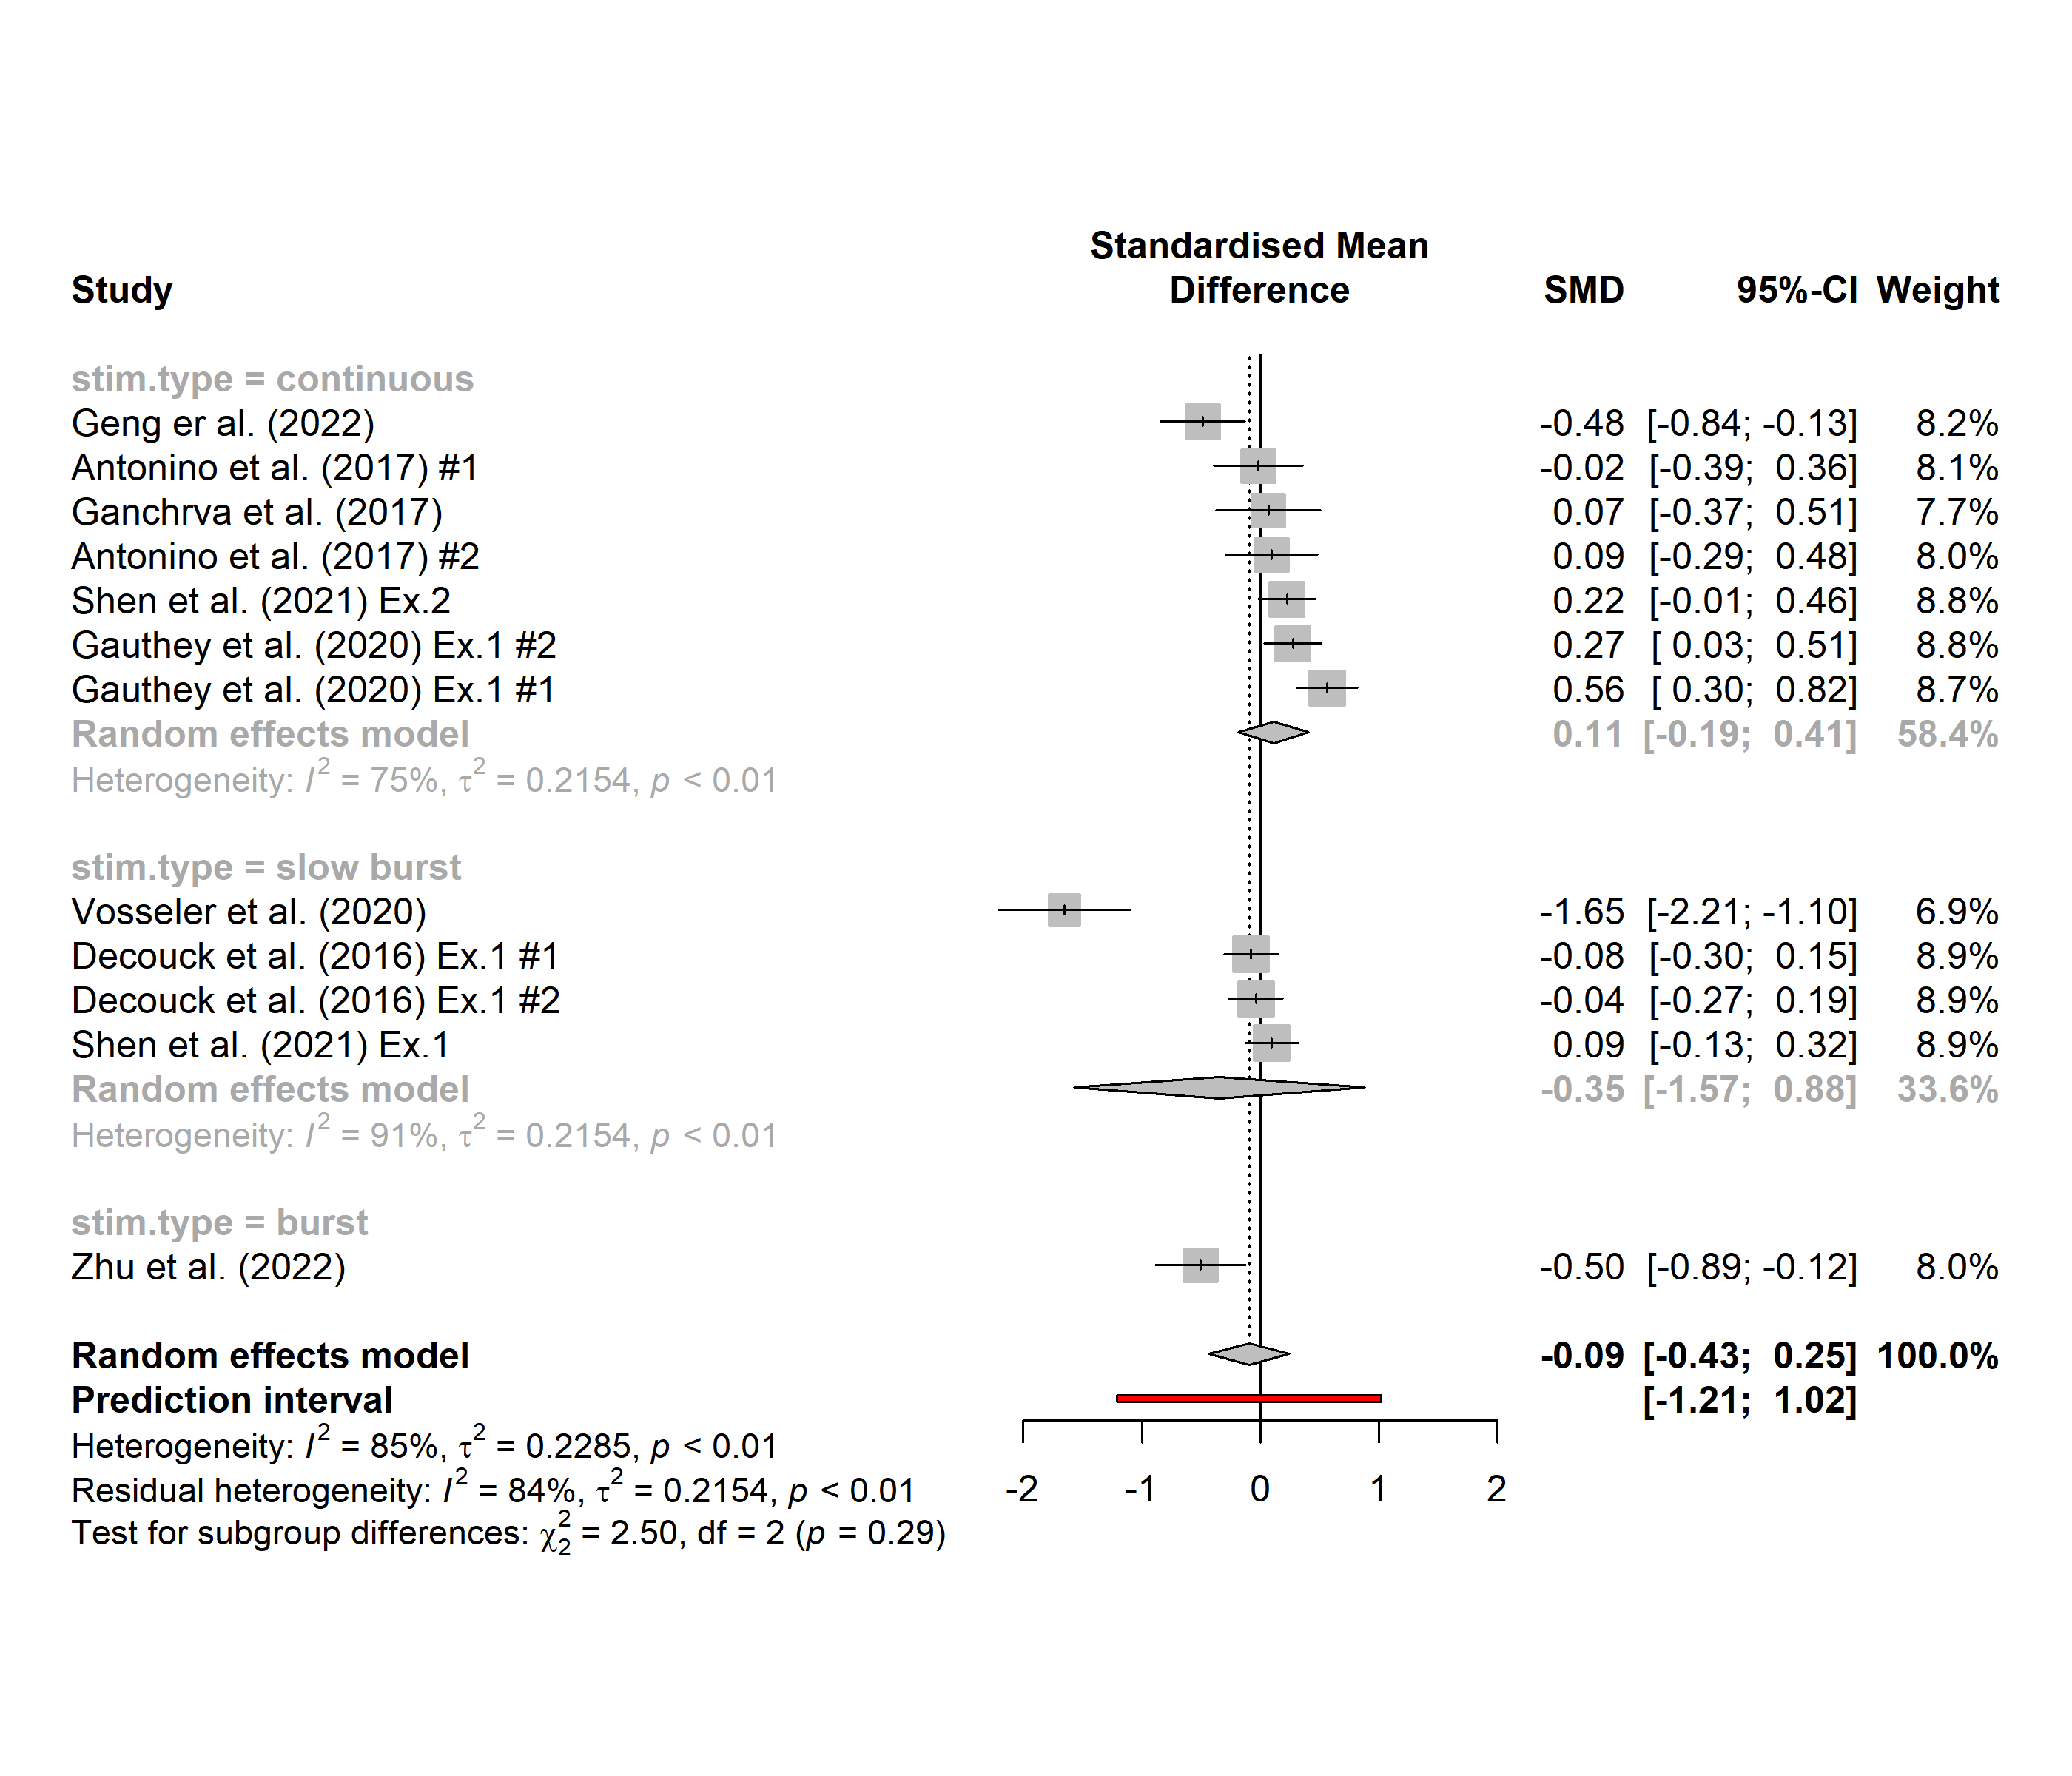 Standardised Mean
Study Difference SMD 95%-CI Weight
stim.type = continuous
Geng er al. (2022) -0.48 [-0.84; -0.13] 8.2%
Antonino et al. (2017) #1 -0.02 [-0.39; 0.36] 8.1%
Ganchrva et al. (2017) 0.07 [-0.37; 0.51] 7.7%
Antonino et al. (2017) #2 0.09 [-0.29; 0.48] 8.0%
Shen et al. (2021) Ex.2 0.22 [-0.01; 0.46] 8.8%
Gauthey et al. (2020) Ex.1 #2 0.27 [ 0.03; 0.51] 8.8%
Gauthey et al. (2020) Ex.1 #1 0.56 [ 0.30; 0.82] 8.7%
Random effects model 0.11 [-0.19; 0.41] 58.4%
Heterogeneity: I² = 75%, τ² = 0.2154, p < 0.01
stim.type = slow burst
Vosseler et al. (2020) -1.65 [-2.21; -1.10] 6.9%
Decouck et al. (2016) Ex.1 #1 -0.08 [-0.30; 0.15] 8.9%
Decouck et al. (2016) Ex.1 #2 -0.04 [-0.27; 0.19] 8.9%
Shen et al. (2021) Ex.1 0.09 [-0.13; 0.32] 8.9%
Random effects model -0.35 [-1.57; 0.88] 33.6%
Heterogeneity: I² = 91%, τ² = 0.2154, p < 0.01
stim.type = burst
Zhu et al. (2022) -0.50 [-0.89; -0.12] 8.0%
Random effects model -0.09 [-0.43; 0.25] 100.0%
Prediction interval [-1.21; 1.02]
Heterogeneity: I² = 85%, τ² = 0.2285, p < 0.01
Residual heterogeneity: I² = 84%, τ² = 0.2154, p < 0.01
-2 -1 0 1 2
Test for subgroup differences: χ²₂ = 2.50, df = 2 (p = 0.29)